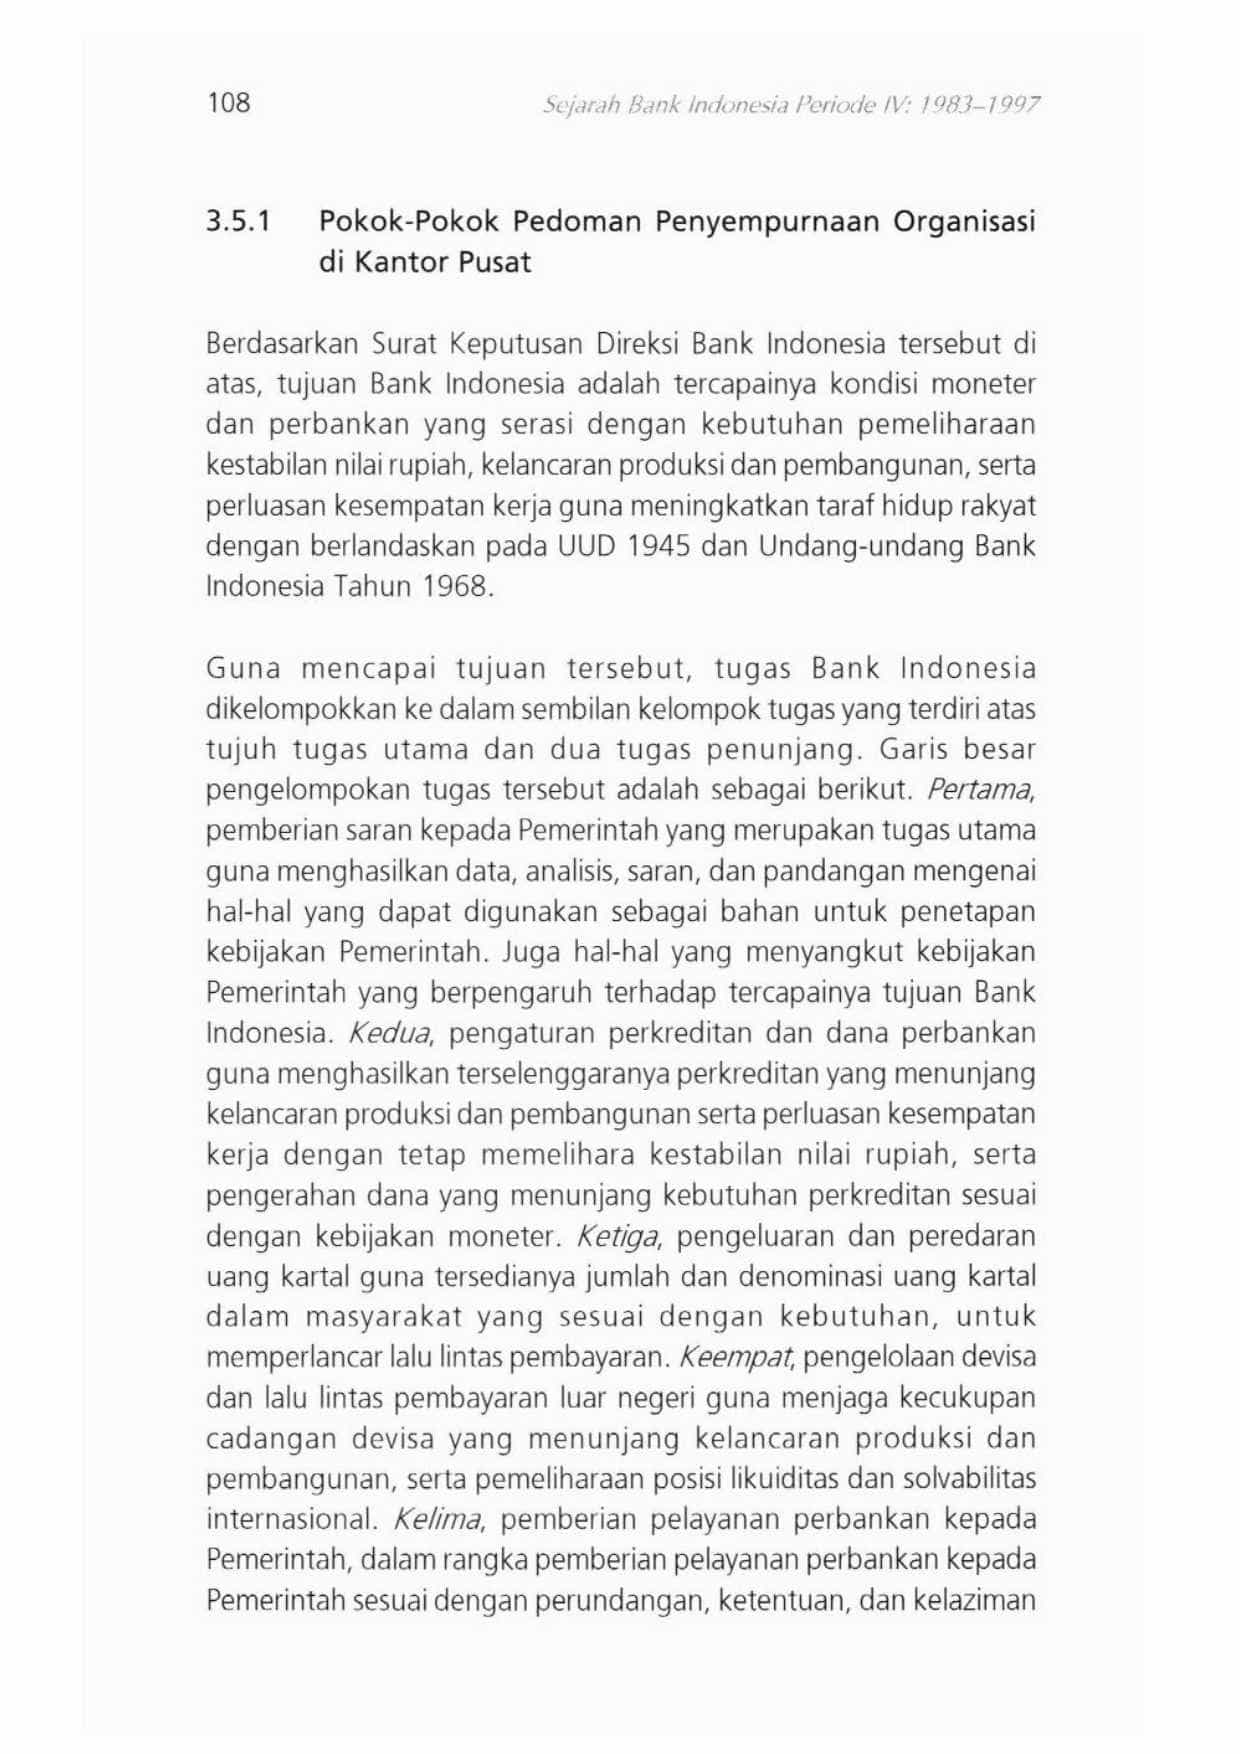 108
Sejarah Bank Indonesia Periode IV: 1983–1997
3.5.1 Pokok-Pokok Pedoman Penyempurnaan Organisasi
di Kantor Pusat
Berdasarkan Surat Keputusan Direksi Bank Indonesia tersebut di
atas, tujuan Bank Indonesia adalah tercapainya kondisi moneter
dan perbankan yang serasi dengan kebutuhan pemeliharaan
kestabilan nilai rupiah, kelancaran produksi dan pembangunan, serta
perluasan kesempatan kerja guna meningkatkan taraf hidup rakyat
dengan berlandaskan pada UUD 1945 dan Undang-undang Bank
Indonesia Tahun 1968.
Guna mencapai tujuan tersebut, tugas Bank Indonesia
dikelompokkan ke dalam sembilan kelompok tugas yang terdiri atas
tujuh tugas utama dan dua tugas penunjang. Garis besar
pengelompokan tugas tersebut adalah sebagai berikut. Pertama,
pemberian saran kepada Pemerintah yang merupakan tugas utama
guna menghasilkan data, analisis, saran, dan pandangan mengenai
hal-hal yang dapat digunakan sebagai bahan untuk penetapan
kebijakan Pemerintah. Juga hal-hal yang menyangkut kebijakan
Pemerintah yang berpengaruh terhadap tercapainya tujuan Bank
Indonesia. Kedua, pengaturan perkreditan dan dana perbankan
guna menghasilkan terselenggaranya perkreditan yang menunjang
kelancaran produksi dan pembangunan serta perluasan kesempatan
kerja dengan tetap memelihara kestabilan nilai rupiah, serta
pengerahan dana yang menunjang kebutuhan perkreditan sesuai
dengan kebijakan moneter. Ketiga, pengeluaran dan peredaran
uang kartal guna tersedianya jumlah dan denominasi uang kartal
dalam masyarakat yang sesuai dengan kebutuhan, untuk
memperlancar lalu lintas pembayaran. Keempat, pengelolaan devisa
dan lalu lintas pembayaran luar negeri guna menjaga kecukupan
cadangan devisa yang menunjang kelancaran produksi dan
pembangunan, serta pemeliharaan posisi likuiditas dan solvabilitas
internasional. Kelima, pemberian pelayanan perbankan kepada
Pemerintah, dalam rangka pemberian pelayanan perbankan kepada
Pemerintah sesuai dengan perundangan, ketentuan, dan kelaziman